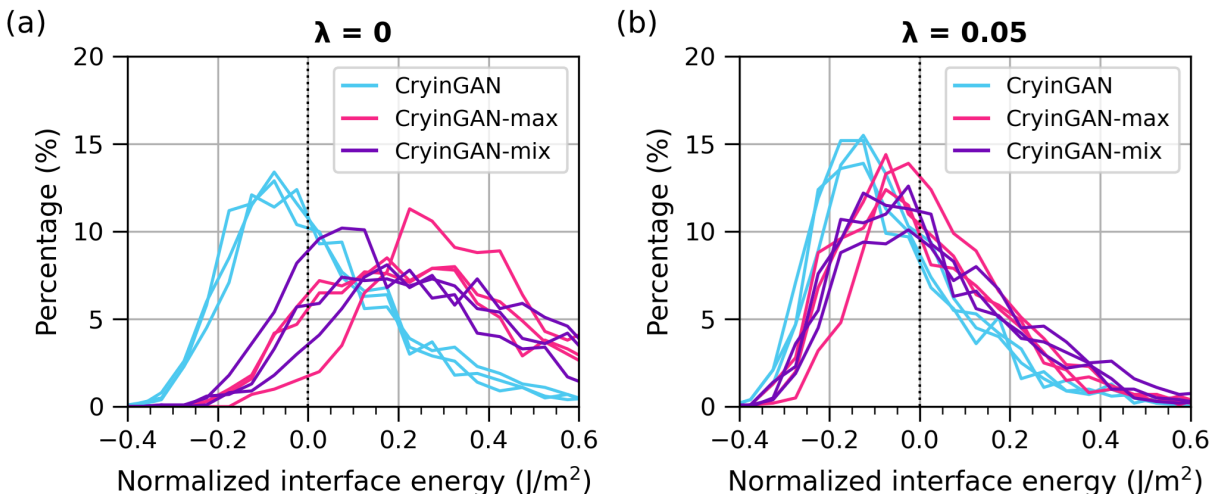 (a)
λ = 0
20
15
10
5
0
Percentage (%)
CryinGAN
CryinGAN-max
CryinGAN-mix
−0.4 −0.2 0.0 0.2 0.4 0.6
Normalized interface energy (J/m²)
(b)
λ = 0.05
20
15
10
5
0
Percentage (%)
CryinGAN
CryinGAN-max
CryinGAN-mix
−0.4 −0.2 0.0 0.2 0.4 0.6
Normalized interface energy (J/m²)